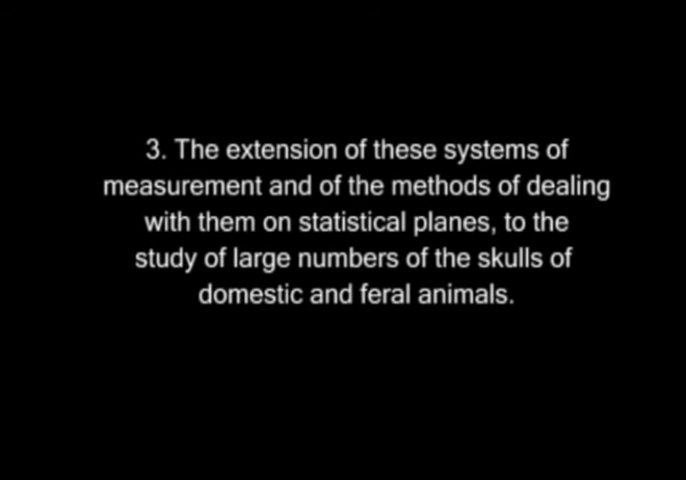 3. The extension of these systems of
measurement and of the methods of dealing
with them on statistical planes, to the
study of large numbers of the skulls of
domestic and feral animals.